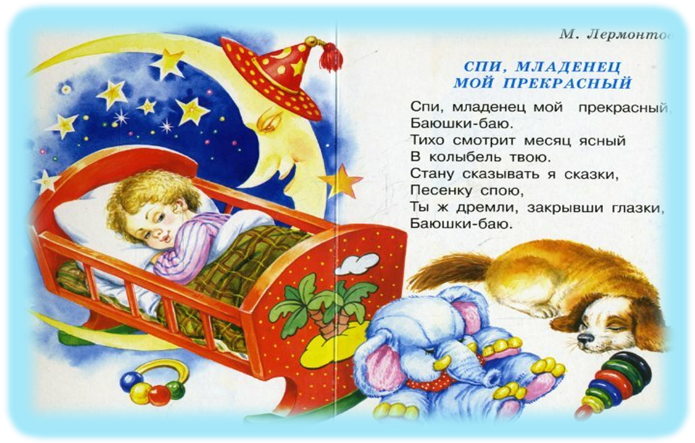 М. Лермонтов
СПИ, МЛАДЕНЕЦ
МОЙ ПРЕКРАСНЫЙ
Спи, младенец мой прекрасный,
Баюшки-баю.
Тихо смотрит месяц ясный
В колыбель твою.
Стану сказывать я сказки,
Песенку спою,
Ты ж дремли, закрывши глазки,
Баюшки-баю.